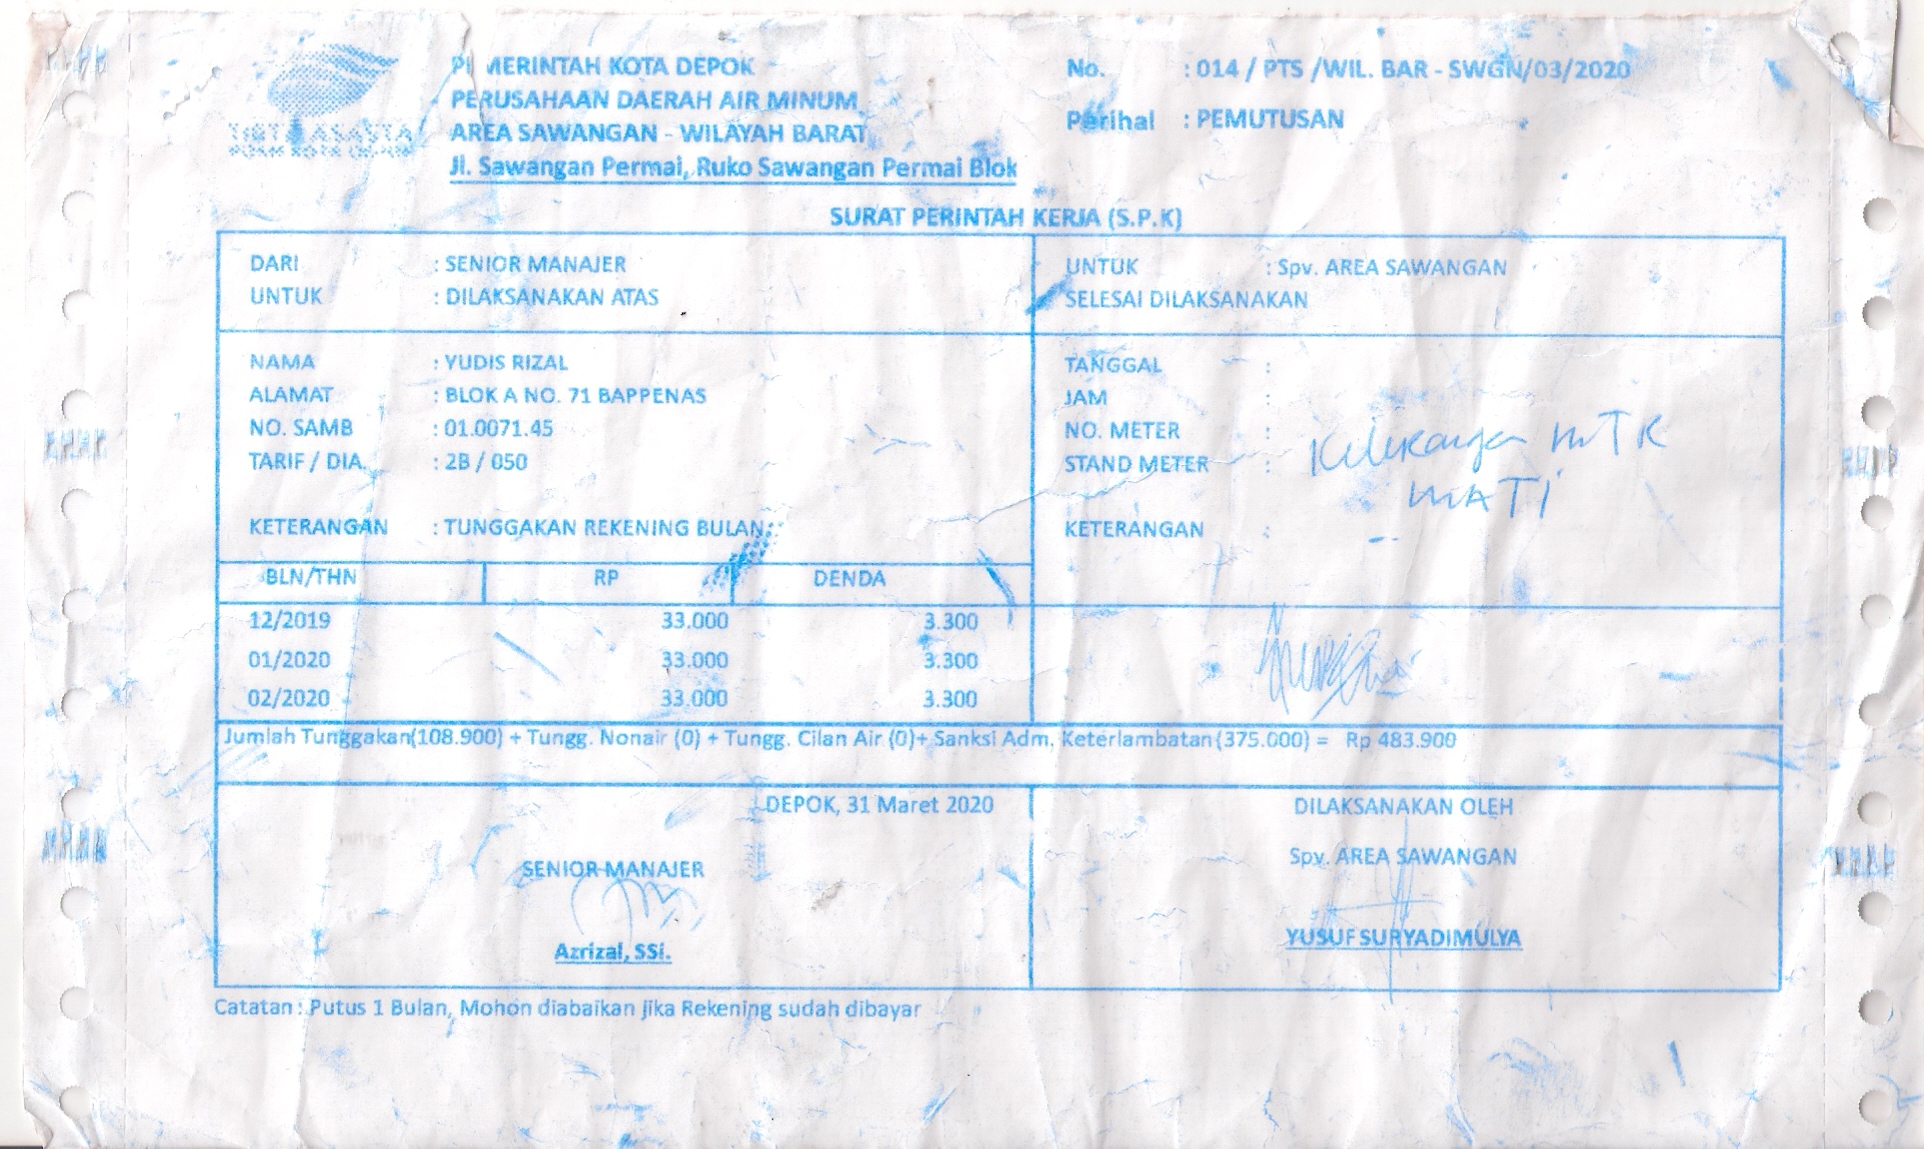 PEMERINTAH KOTA DEPOK
PERUSAHAAN DAERAH AIR MINUM
AREA SAWANGAN - WILAYAH BARAT
Jl. Sawangan Permai, Ruko Sawangan Permai Blok
No. : 014 / PTS /WIL. BAR - SWGN/03/2020
Perihal : PEMUTUSAN
TIRTA ASASTA
PDAM KOTA DEPOK
SURAT PERINTAH KERJA (S.P.K)
DARI : SENIOR MANAJER
UNTUK : DILAKSANAKAN ATAS
UNTUK : Spv. AREA SAWANGAN
SELESAI DILAKSANAKAN
NAMA : YUDIS RIZAL
ALAMAT : BLOK A NO. 71 BAPPENAS
NO. SAMB : 01.0071.45
TARIF / DIA. : 2B / 050
KETERANGAN : TUNGGAKAN REKENING BULAN:
TANGGAL :
JAM :
NO. METER :
STAND METER :
MTR
MATI
KETERANGAN :
BLN/THN RP DENDA
12/2019 33.000 3.300
01/2020 33.000 3.300
02/2020 33.000 3.300
Jumlah Tunggakan(108.900) + Tungg. Nonair (0) + Tungg. Cilan Air (0)+ Sanksi Adm. Keterlambatan(375.000) = Rp 483.900
DEPOK, 31 Maret 2020
SENIOR MANAJER
Azrizal, SSi.
DILAKSANAKAN OLEH
Spv. AREA SAWANGAN
YUSUF SURYADIMULYA
Catatan : Putus 1 Bulan, Mohon diabaikan jika Rekening sudah dibayar